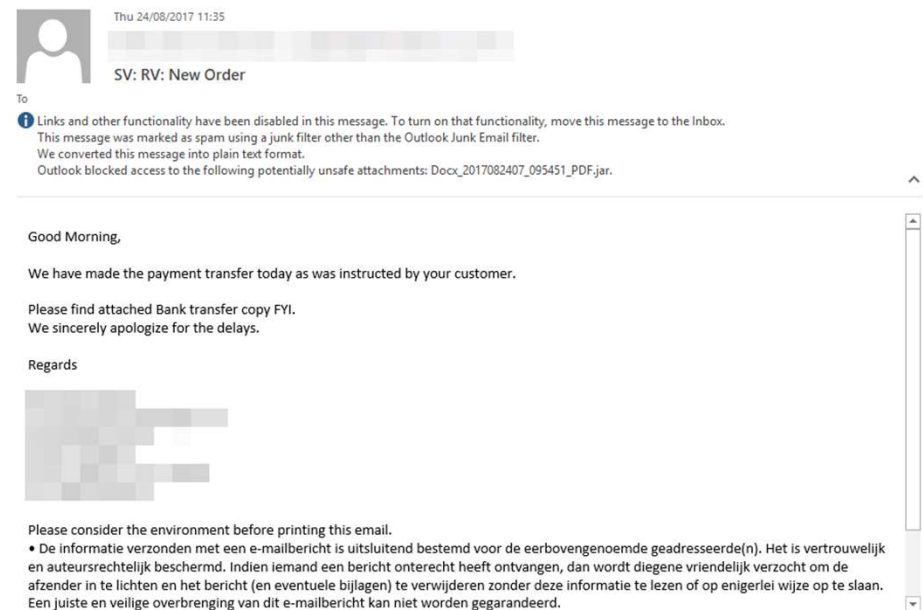 Thu 24/08/2017 11:35
SV: RV: New Order
To
Links and other functionality have been disabled in this message. To turn on that functionality, move this message to the Inbox.
This message was marked as spam using a junk filter other than the Outlook Junk Email filter.
We converted this message into plain text format.
Outlook blocked access to the following potentially unsafe attachments: Docx_2017082407_095451_PDF.jar.
Good Morning,
We have made the payment transfer today as was instructed by your customer.
Please find attached Bank transfer copy FYI.
We sincerely apologize for the delays.
Regards
Please consider the environment before printing this email.
• De informatie verzonden met een e-mailbericht is uitsluitend bestemd voor de eerbovengenoemde geadresseerde(n). Het is vertrouwelijk
en auteursrechtelijk beschermd. Indien iemand een bericht onterecht heeft ontvangen, dan wordt diegene vriendelijk verzocht om de
afzender in te lichten en het bericht (en eventuele bijlagen) te verwijderen zonder deze informatie te lezen of op enigerlei wijze op te slaan.
Een juiste en veilige overbrenging van dit e-mailbericht kan niet worden gegarandeerd.